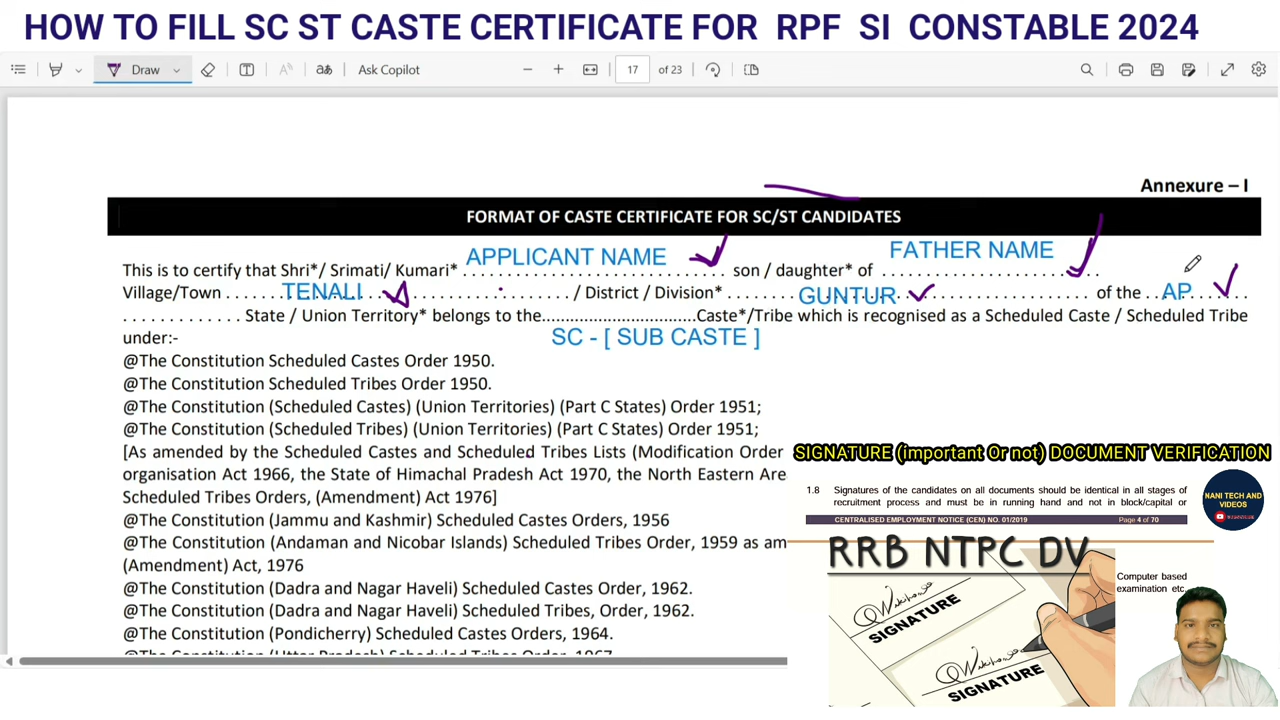 HOW TO FILL SC ST CASTE CERTIFICATE FOR RPF SI CONSTABLE 2024
Draw
Ask Copilot
17 of 23
Annexure – I
FORMAT OF CASTE CERTIFICATE FOR SC/ST CANDIDATES
APPLICANT NAME
FATHER NAME
This is to certify that Shri*/ Srimati/ Kumari* . . . . . . . . . . . . . . . . . . . . . . . . . . . . . son / daughter* of . . . . . . . . . . . . . . . . . . . . . . . .
Village/Town . . . . . TENALI . . . . . . . . . . . . . . . . / District / Division* . . . . . . . . GUNTUR . . . . . . . . . . . . . . . of the . . AP . . . . .
. . . . . . . . . . . . . State / Union Territory* belongs to the..............................Caste*/Tribe which is recognised as a Scheduled Caste / Scheduled Tribe
under:-
SC - [ SUB CASTE ]
@The Constitution Scheduled Castes Order 1950.
@The Constitution Scheduled Tribes Order 1950.
@The Constitution (Scheduled Castes) (Union Territories) (Part C States) Order 1951;
@The Constitution (Scheduled Tribes) (Union Territories) (Part C States) Order 1951;
[As amended by the Scheduled Castes and Scheduled Tribes Lists (Modification Order
organisation Act 1966, the State of Himachal Pradesh Act 1970, the North Eastern Are
Scheduled Tribes Orders, (Amendment) Act 1976]
@The Constitution (Jammu and Kashmir) Scheduled Castes Orders, 1956
@The Constitution (Andaman and Nicobar Islands) Scheduled Tribes Order, 1959 as am
(Amendment) Act, 1976
@The Constitution (Dadra and Nagar Haveli) Scheduled Castes Order, 1962.
@The Constitution (Dadra and Nagar Haveli) Scheduled Tribes, Order, 1962.
@The Constitution (Pondicherry) Scheduled Castes Orders, 1964.
SIGNATURE (important Or not) DOCUMENT VERIFICATION
1.8 Signatures of the candidates on all documents should be identical in all stages of
recruitment process and must be in running hand and not in block/capital or
CENTRALISED EMPLOYMENT NOTICE (CEN) NO. 01/2019 Page 4 of 70
NANI TECH AND
VIDEOS
RRB NTPC DV
Computer based
examination etc.
SIGNATURE
SIGNATURE